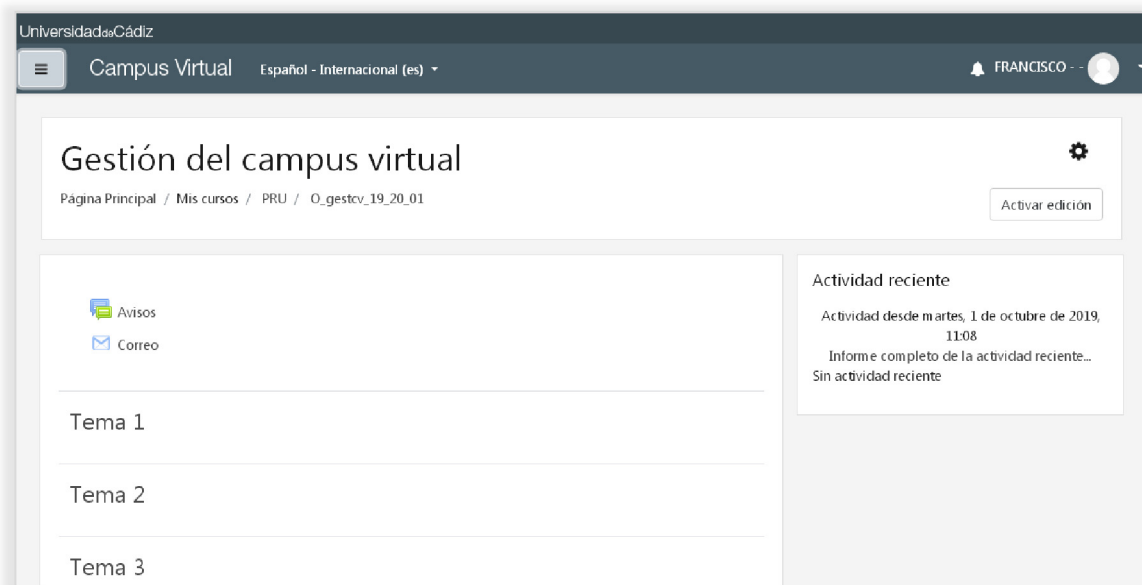 UniversidaddeCádiz
Campus Virtual Español - Internacional (es)
FRANCISCO - -
Gestión del campus virtual
Página Principal / Mis cursos / PRU / O_gestcv_19_20_01
Activar edición
Avisos
Correo
Tema 1
Tema 2
Tema 3
Actividad reciente
Actividad desde martes, 1 de octubre de 2019,
11:08
Informe completo de la actividad reciente...
Sin actividad reciente